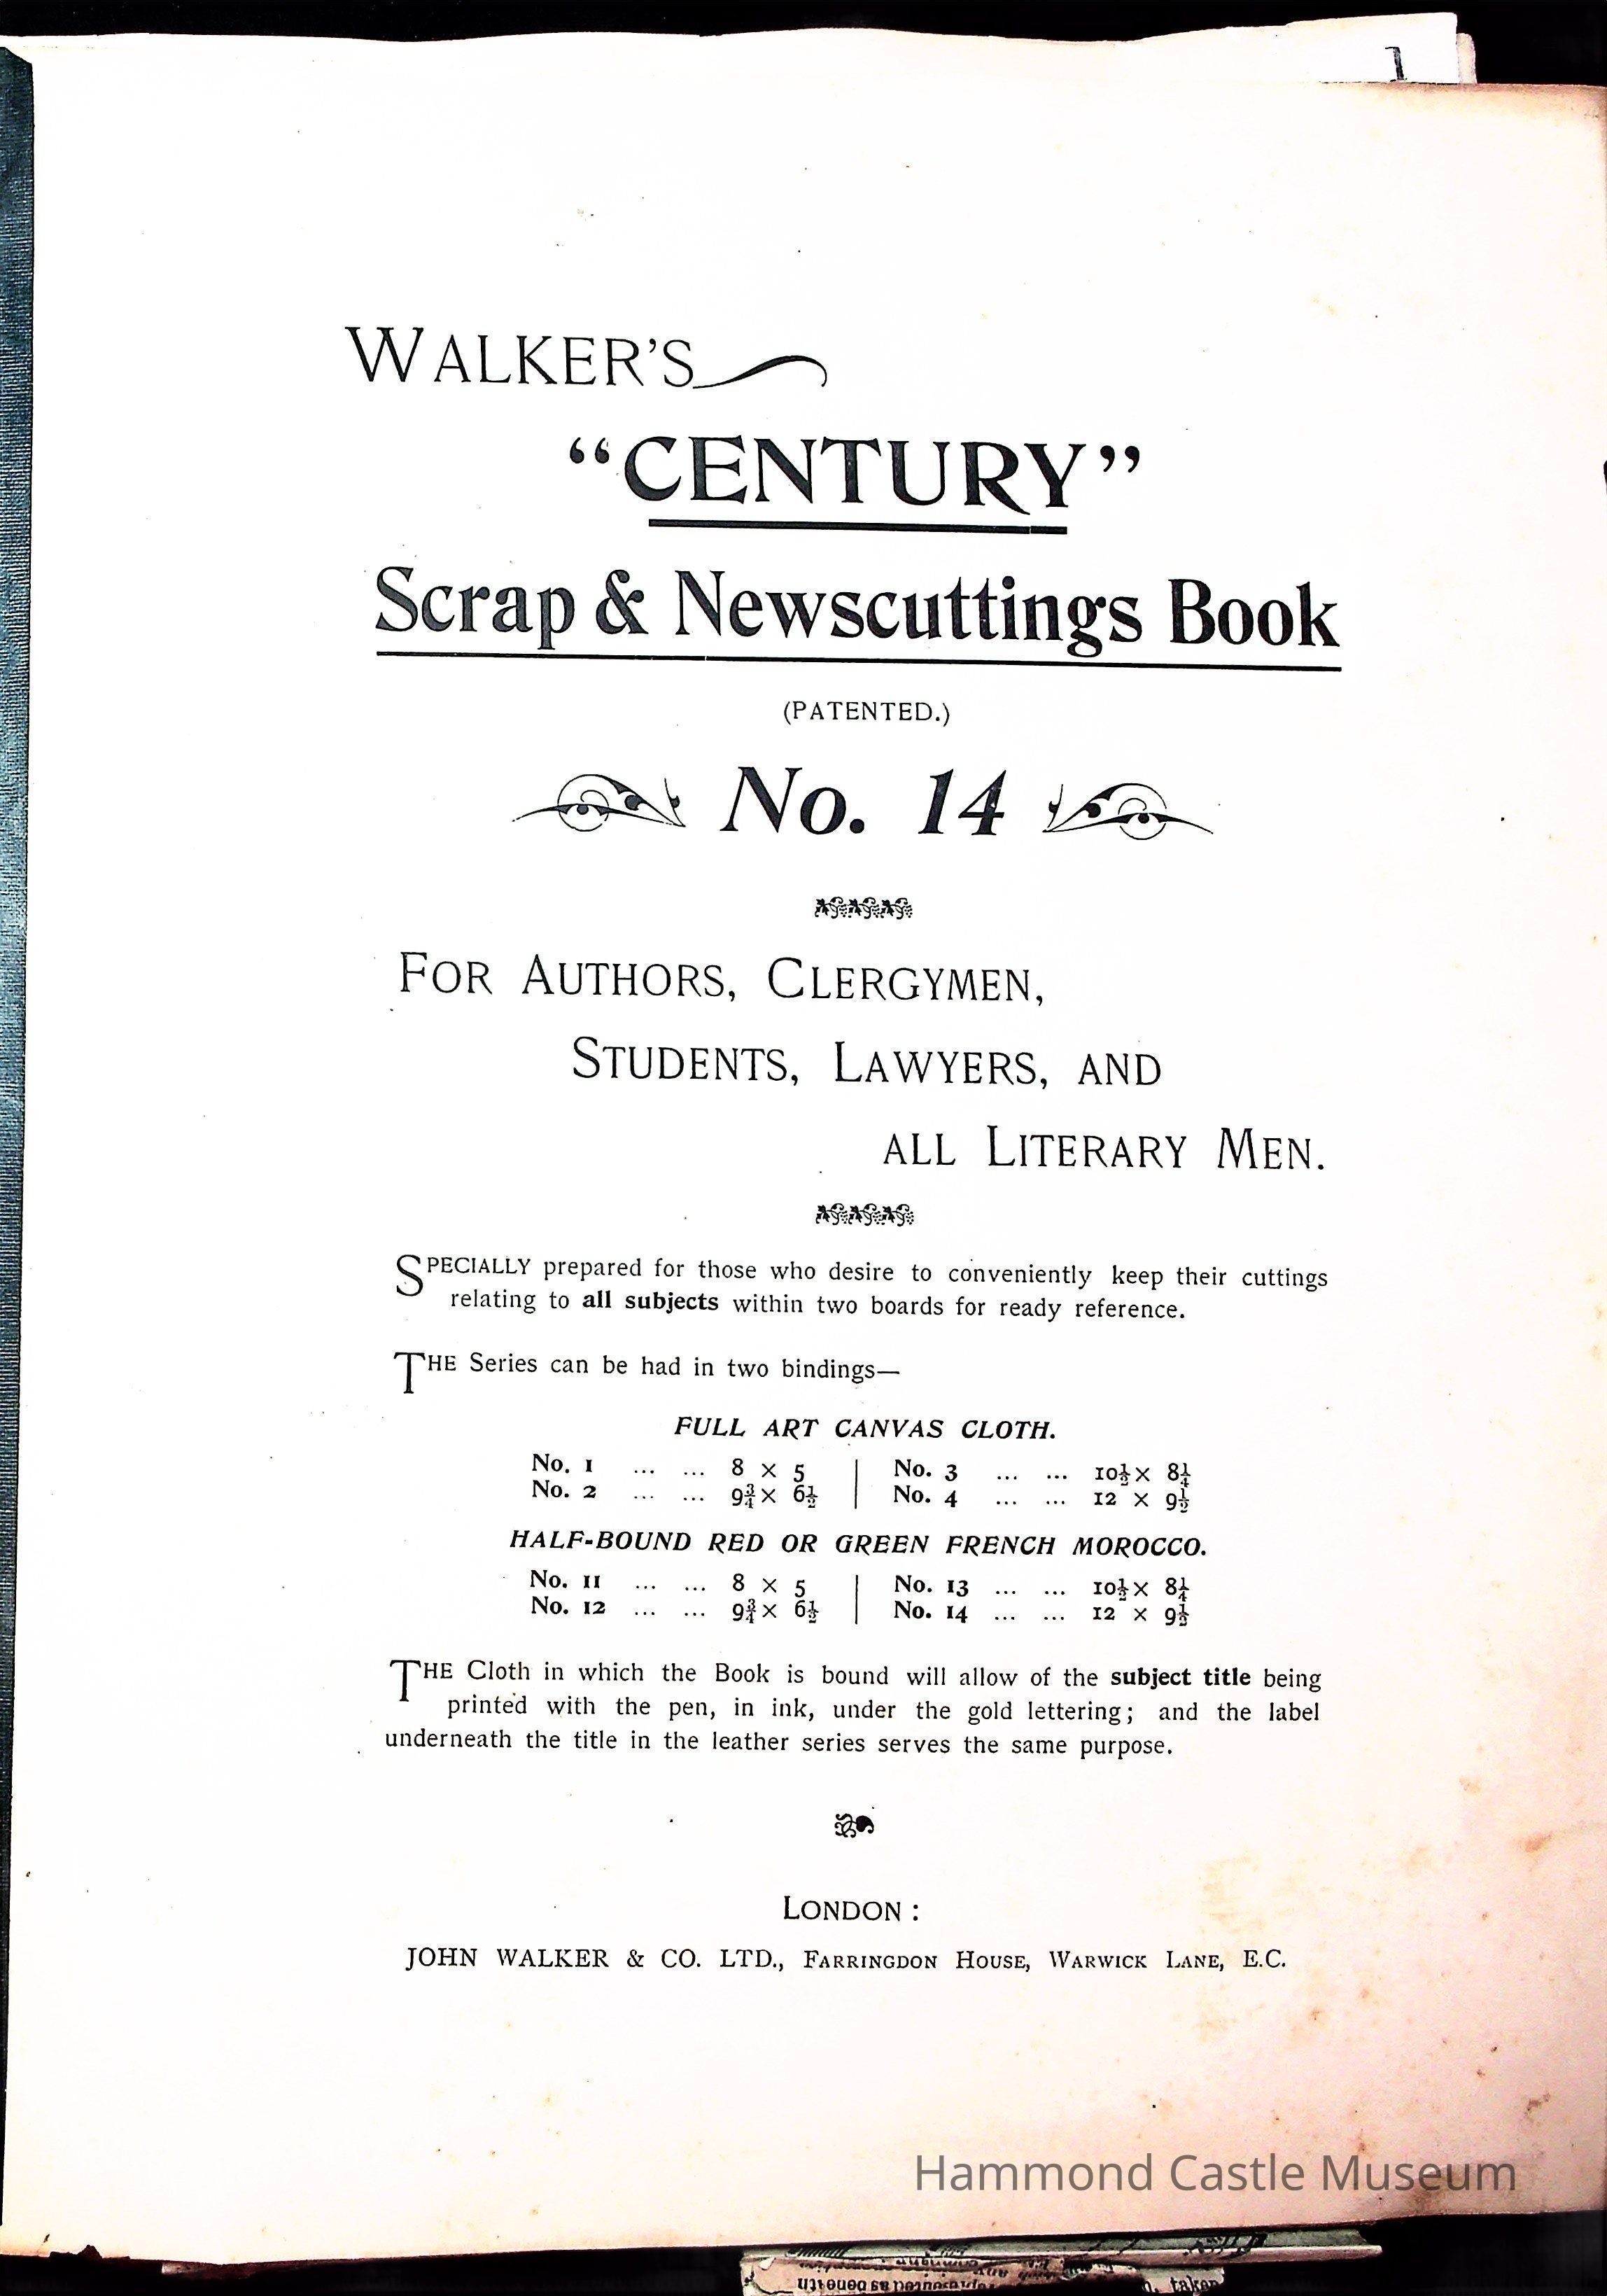 1
WALKER'S
“CENTURY”
Scrap & Newscuttings Book
(PATENTED.)
No. 14
FOR AUTHORS, CLERGYMEN,
STUDENTS, LAWYERS, AND
ALL LITERARY MEN.
SPECIALLY prepared for those who desire to conveniently keep their cuttings
relating to all subjects within two boards for ready reference.
THE Series can be had in two bindings—
FULL ART CANVAS CLOTH.
No. 1 ... ... 8 × 5 | No. 3 ... ... 10½ × 8¼
No. 2 ... ... 9¾ × 6½ | No. 4 ... ... 12 × 9½
HALF-BOUND RED OR GREEN FRENCH MOROCCO.
No. 11 ... ... 8 × 5 | No. 13 ... ... 10½ × 8¼
No. 12 ... ... 9¾ × 6½ | No. 14 ... ... 12 × 9½
THE Cloth in which the Book is bound will allow of the subject title being
printed with the pen, in ink, under the gold lettering; and the label
underneath the title in the leather series serves the same purpose.
LONDON:
JOHN WALKER & CO. LTD., FARRINGDON HOUSE, WARWICK LANE, E.C.
Hammond Castle Museum